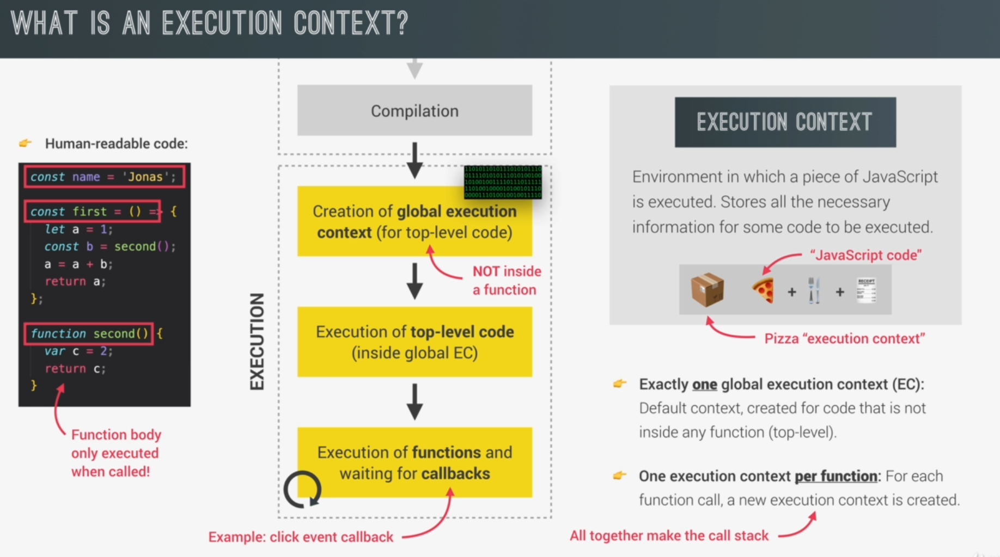 WHAT IS AN EXECUTION CONTEXT?
Human-readable code:
const name = 'Jonas';
const first = () => {
let a = 1;
const b = second();
a = a + b;
return a;
};
function second() {
var c = 2;
return c;
}
Function body
only executed
when called!
EXECUTION
Compilation
Creation of global execution
context (for top-level code)
NOT inside
a function
Execution of top-level code
(inside global EC)
Execution of functions and
waiting for callbacks
Example: click event callback
EXECUTION CONTEXT
Environment in which a piece of JavaScript
is executed. Stores all the necessary
information for some code to be executed.
“JavaScript code"
+ +
RECEIPT
Pizza “execution context”
Exactly one global execution context (EC):
Default context, created for code that is not
inside any function (top-level).
One execution context per function: For each
function call, a new execution context is created.
All together make the call stack